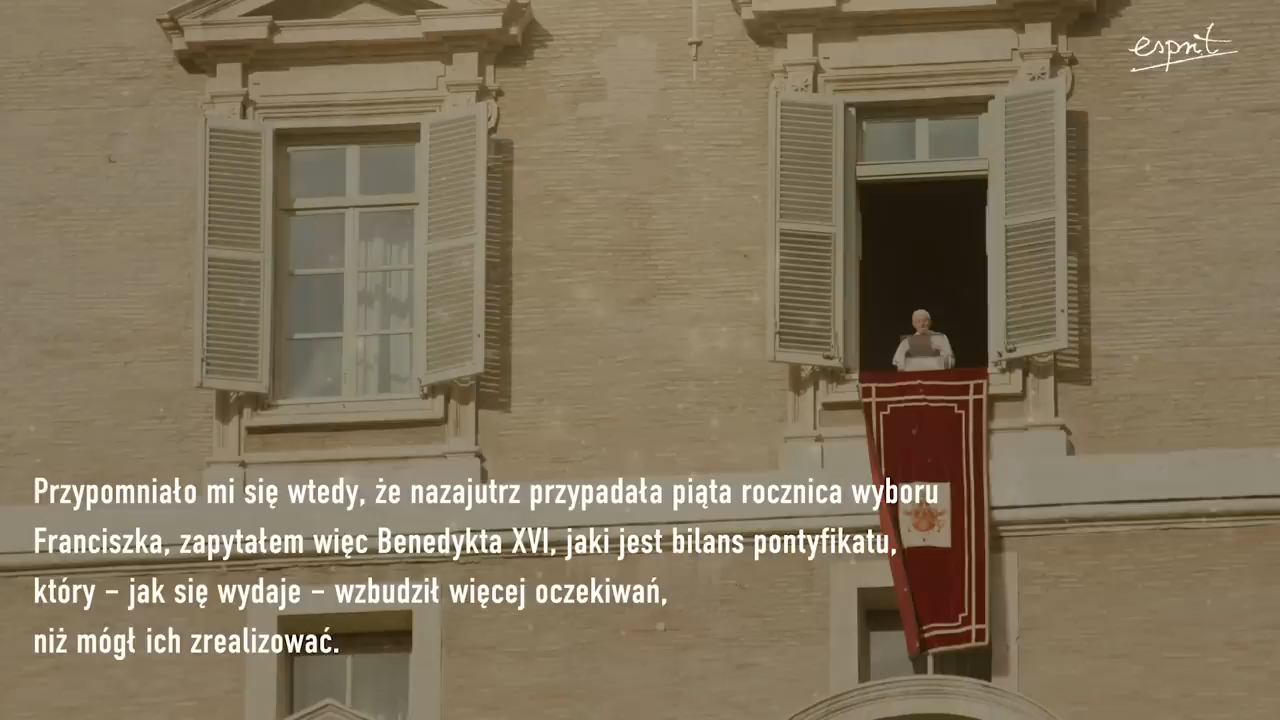 esprit
Przypomniało mi się wtedy, że nazajutrz przypadała piąta rocznica wyboru
Franciszka, zapytałem więc Benedykta XVI, jaki jest bilans pontyfikatu,
który – jak się wydaje – wzbudził więcej oczekiwań,
niż mógł ich zrealizować.